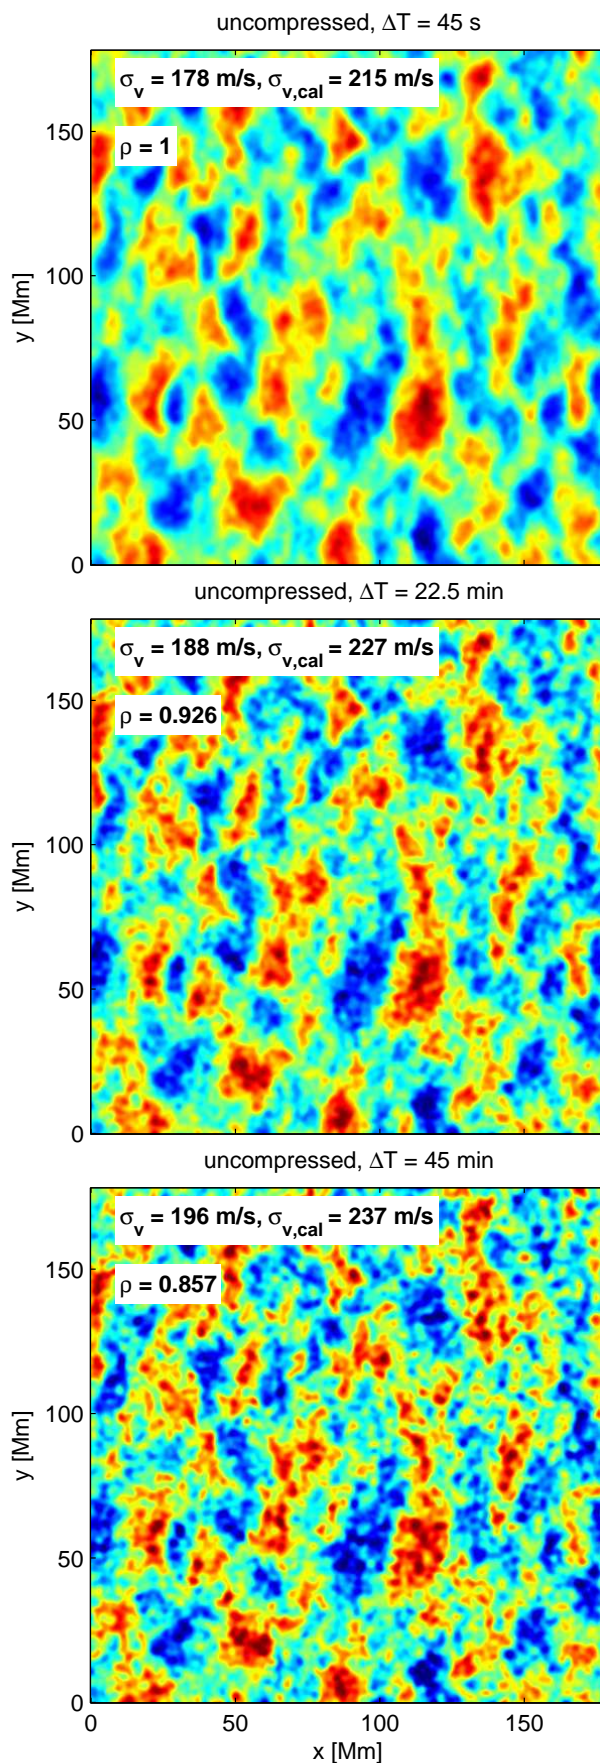 uncompressed, ΔT = 45 s
σv = 178 m/s, σv,cal = 215 m/s
ρ = 1
150
100
50
0
y [Mm]
uncompressed, ΔT = 22.5 min
σv = 188 m/s, σv,cal = 227 m/s
ρ = 0.926
150
100
50
0
y [Mm]
uncompressed, ΔT = 45 min
σv = 196 m/s, σv,cal = 237 m/s
ρ = 0.857
150
100
50
0
y [Mm]
0 50 100 150
x [Mm]